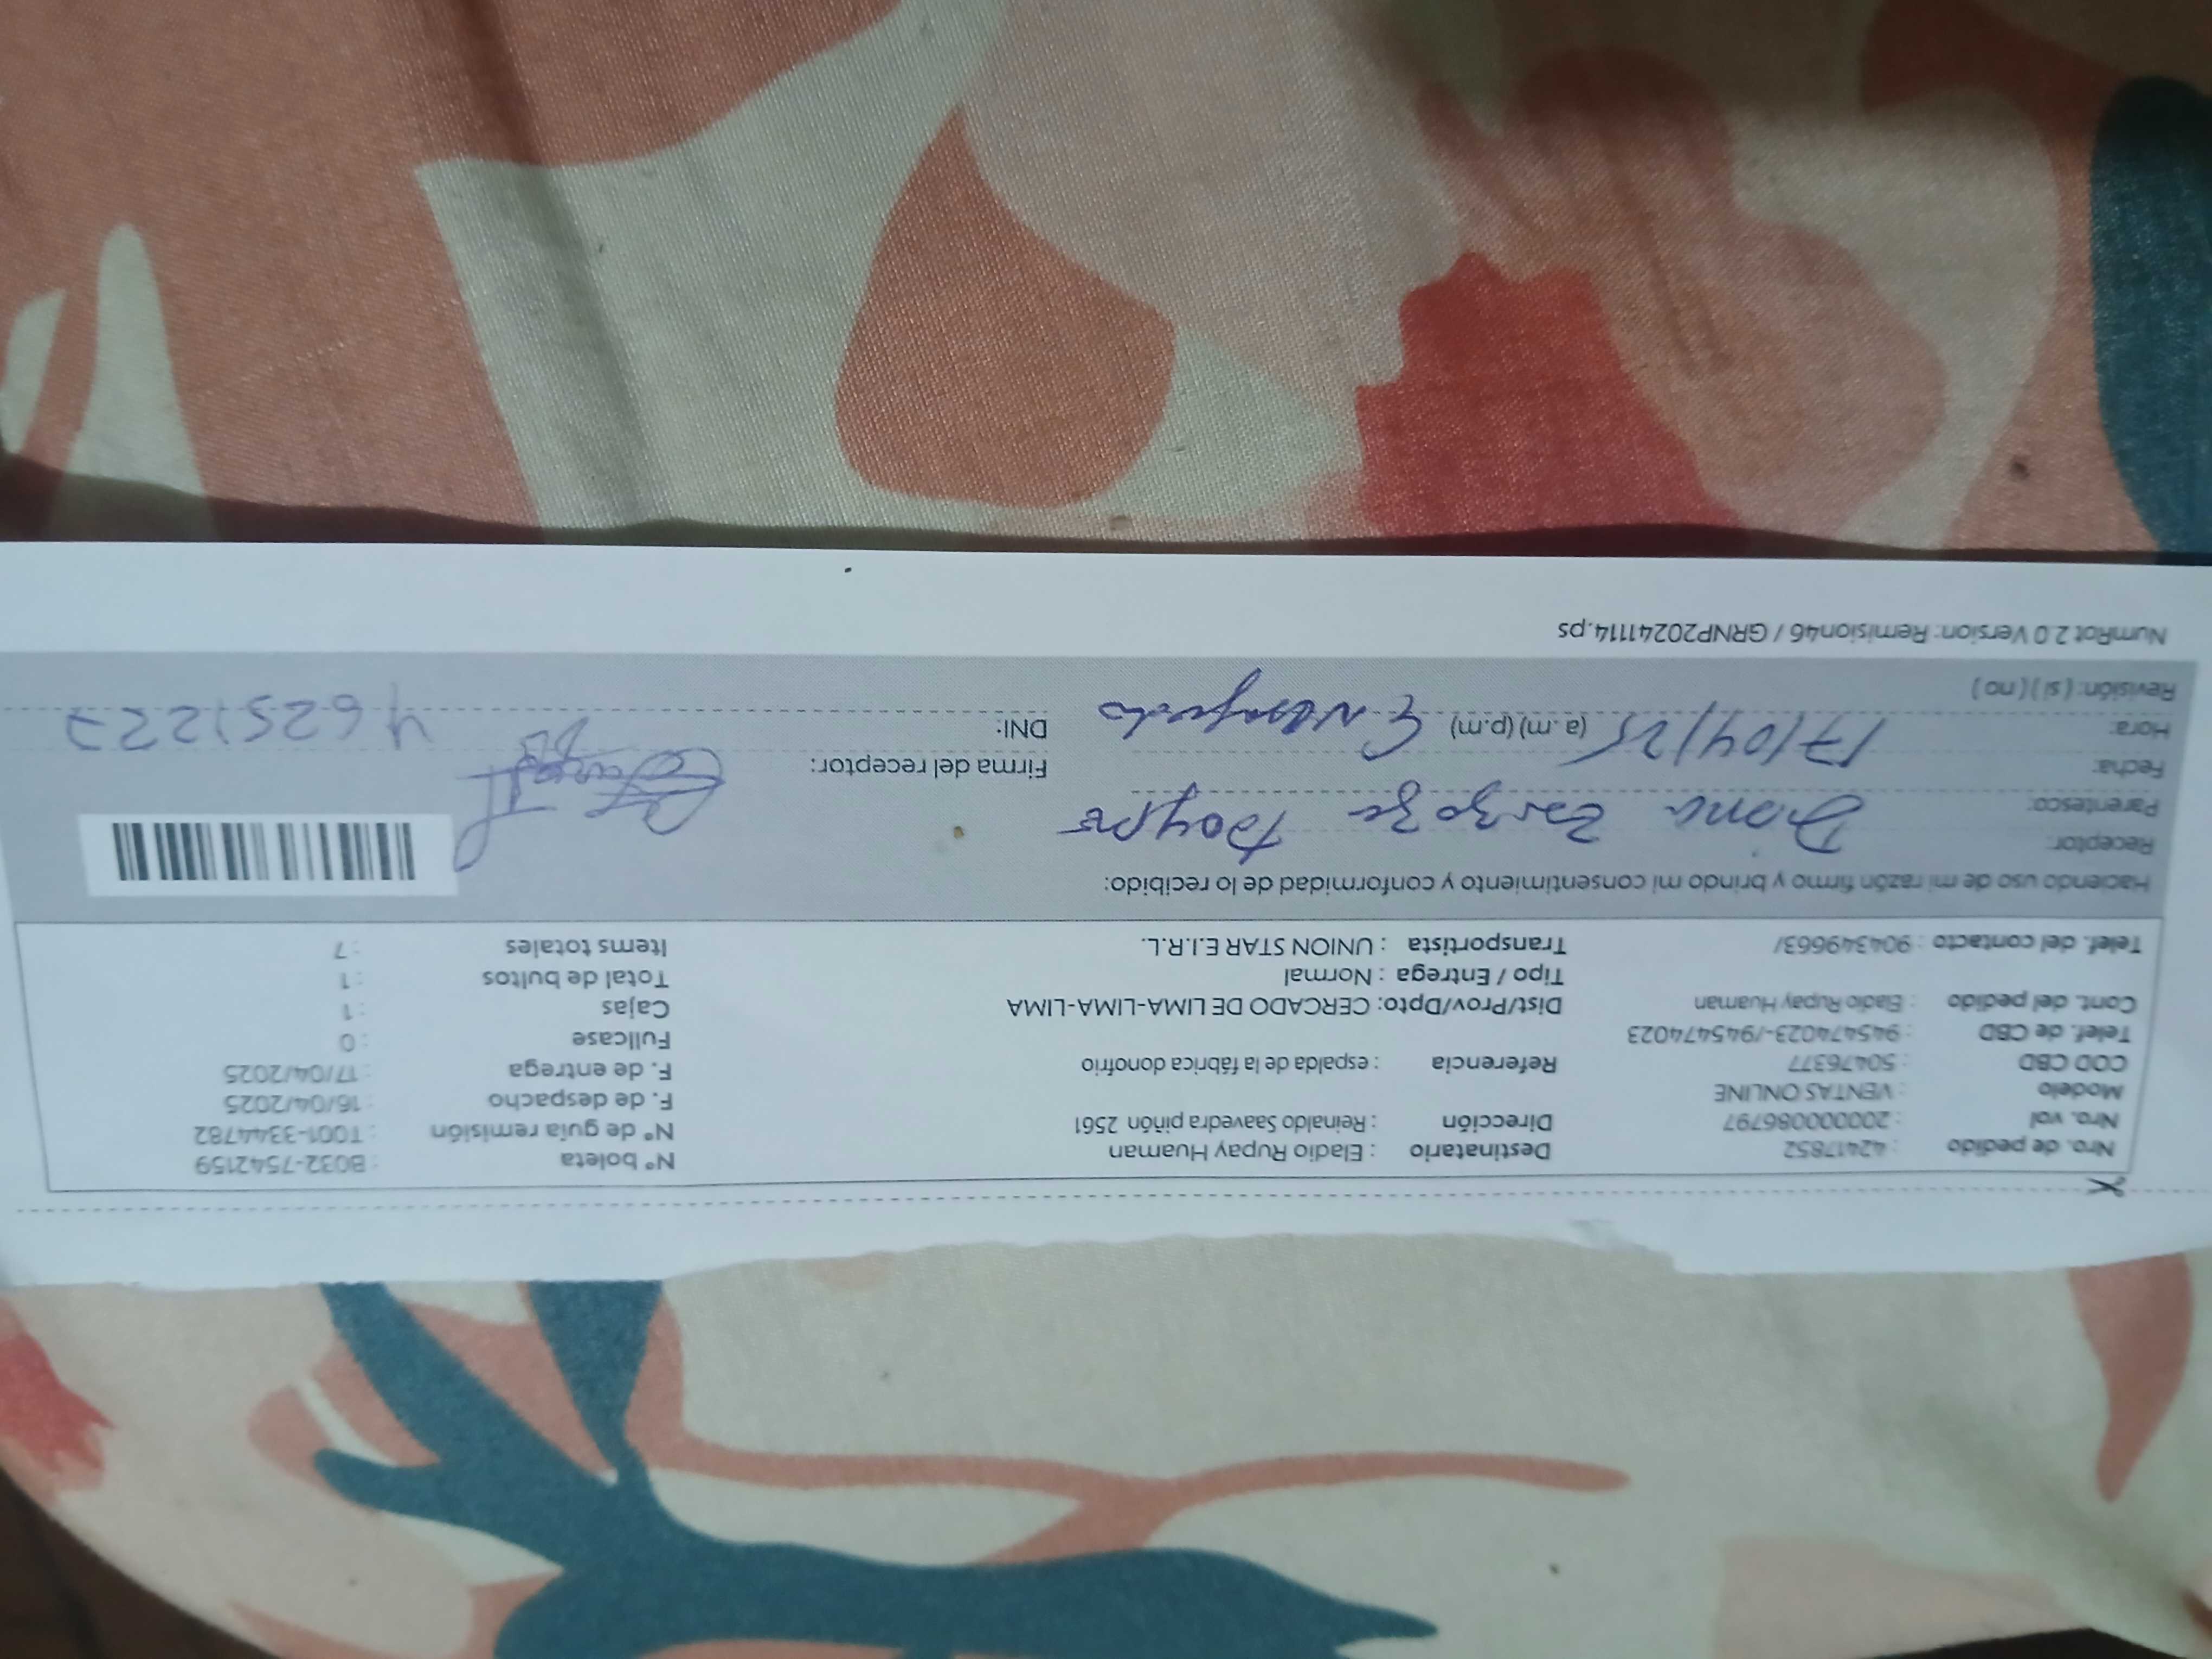 Nro. de pedido : 42417852 Destinatario : Eladio Rupay Huaman N° boleta : B032-7542159
Nro. vol : 20000086797 Dirección : Reinaldo Saavedra piñón 2561 N° de guía remisión : T001-3344782
Modelo : VENTAS ONLINE F. de despacho : 16/04/2025
COD CBD : 50476377 Referencia : espalda de la fábrica donofrio F. de entrega : 17/04/2025
Telef. de CBD : 945474023-/945474023 Fullcase : 0
Cont. del pedido : Eladio Rupay Huaman Dist/Prov/Dpto: CERCADO DE LIMA-LIMA-LIMA Cajas : 1
Tipo / Entrega : Normal Total de bultos : 1
Telef. del contacto : 904349663/ Transportista : UNION STAR E.I.R.L. Items totales : 7
Haciendo uso de mi razón firmo y brindo mi consentimiento y conformidad de lo recibido:
Receptor:
Parentesco: Diana
Fecha: Firma del receptor:
Hora: 17/04/25 (a.m) (p.m) DNI: 46251227
Revisión: ( si ) ( no )
NumRot 2.0 Version: Remision46 / GRNP20241114.ps